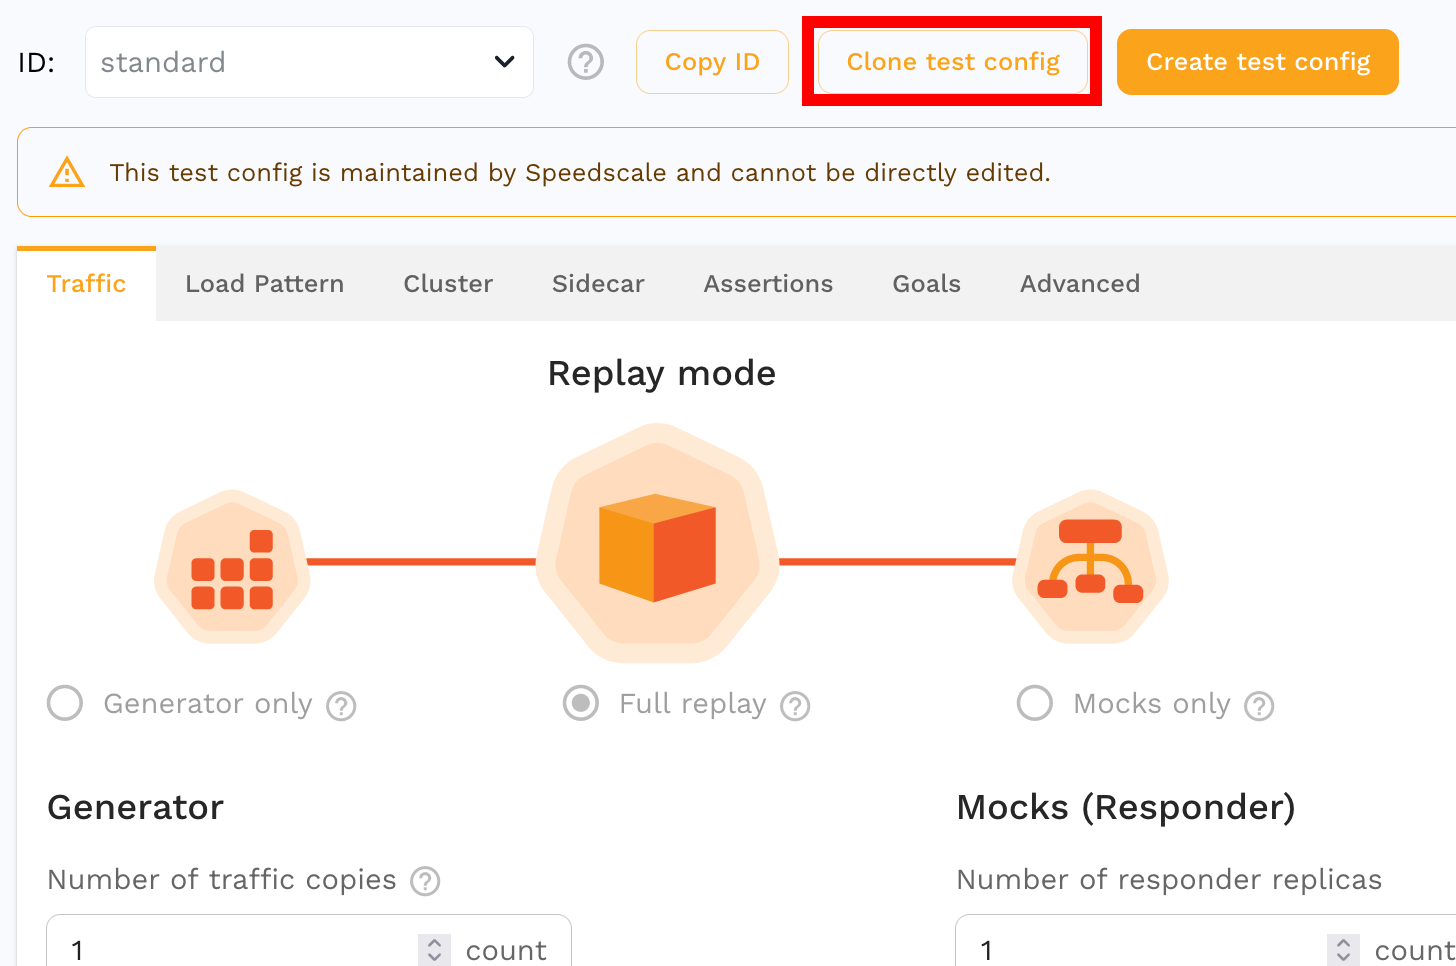 ID: standard Copy ID Clone test config Create test config
This test config is maintained by Speedscale and cannot be directly edited.
Traffic Load Pattern Cluster Sidecar Assertions Goals Advanced
Replay mode
Generator only ? Full replay ? Mocks only ?
Generator Mocks (Responder)
Number of traffic copies ? Number of responder replicas
1 count 1 count